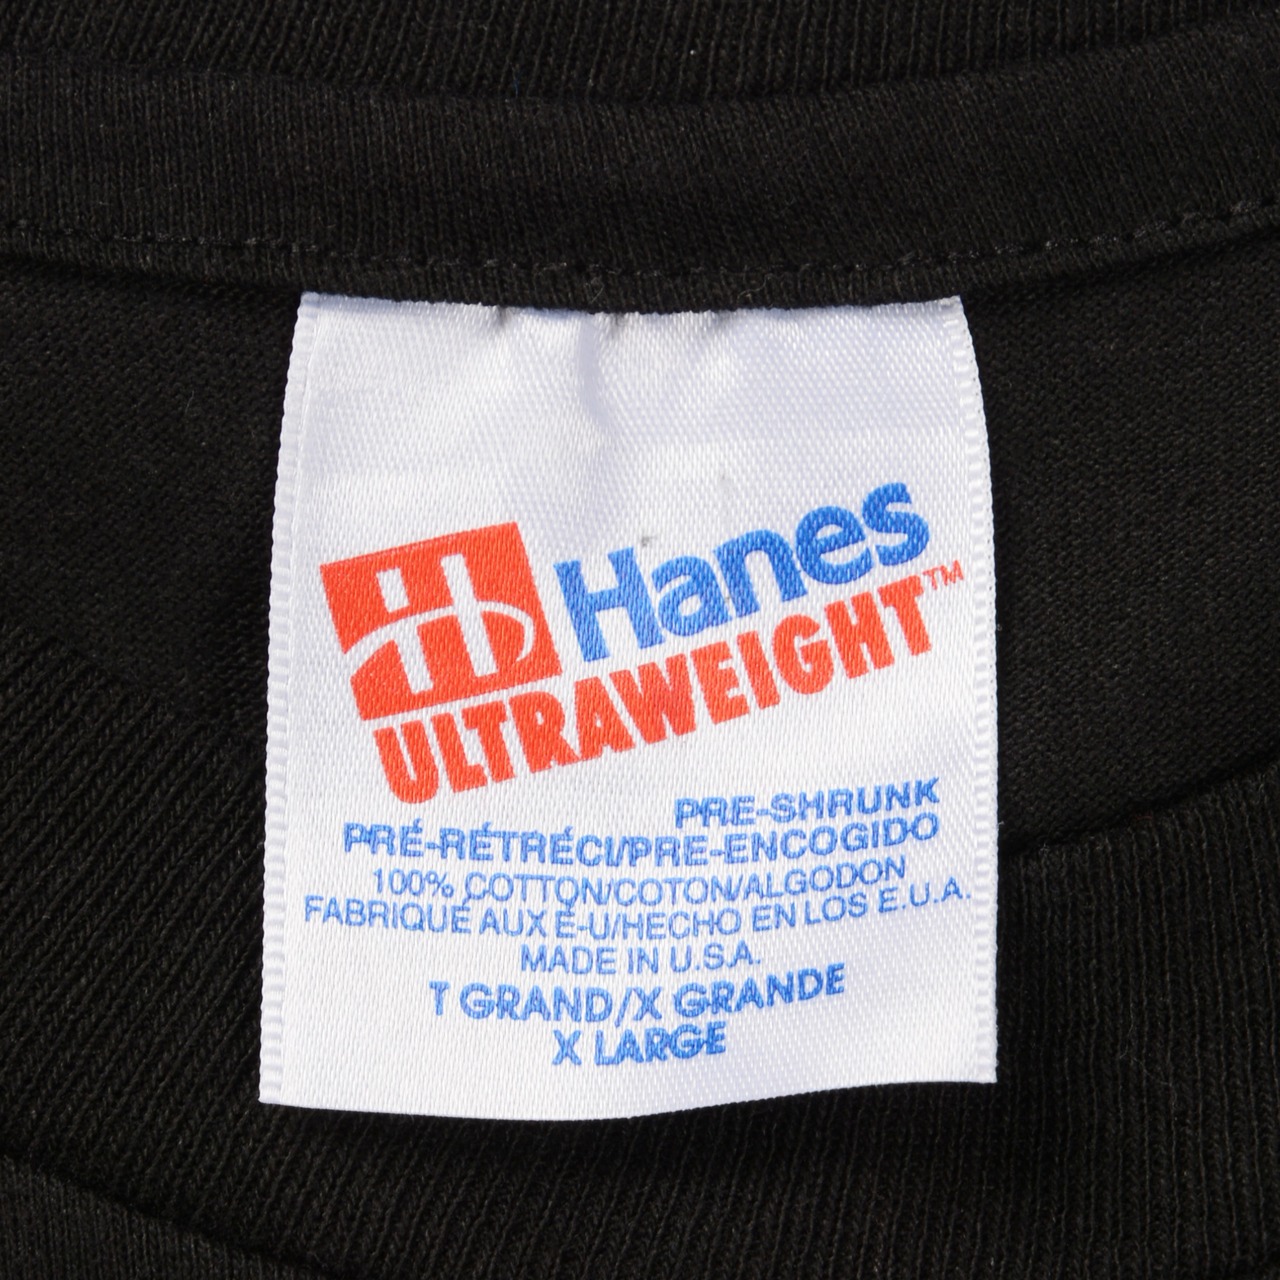 Hanes
ULTRAWEIGHT™
PRE-SHRUNK
PRÉ-RÉTRÉCI/PRE-ENCOGIDO
100% COTTON/COTON/ALGODON
FABRIQUÉ AUX É-U/HECHO EN LOS E.U.A.
MADE IN U.S.A.
T GRAND/X GRANDE
X LARGE